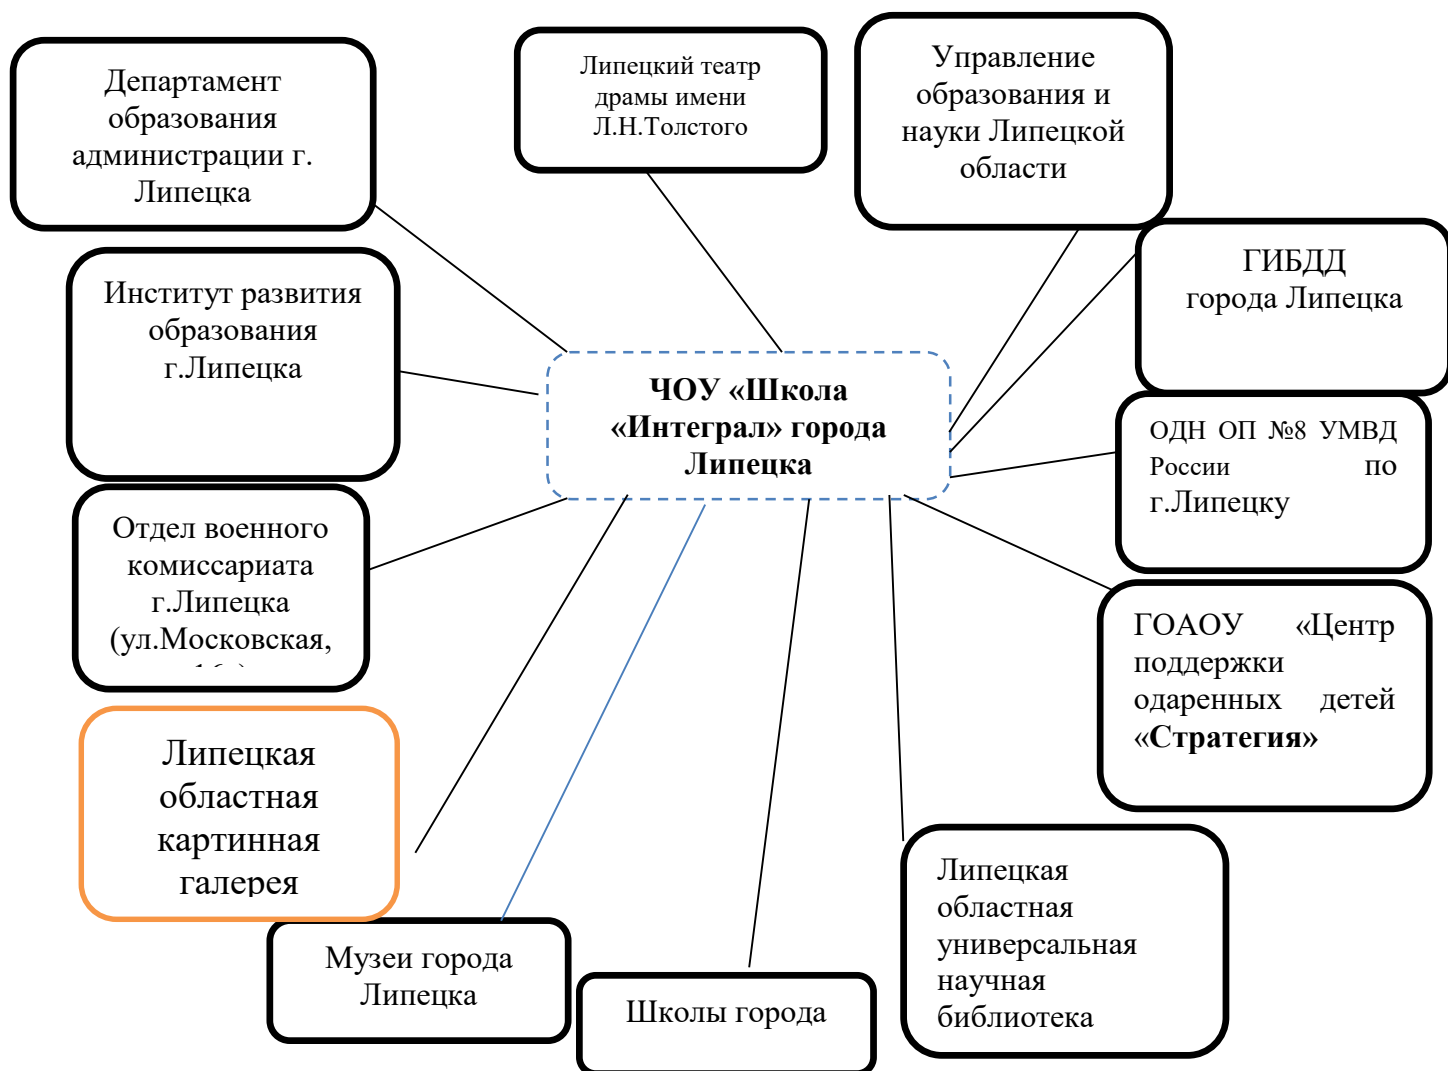 Департамент
образования
администрации г.
Липецка
Липецкий театр
драмы имени
Л.Н.Толстого
Управление
образования и
науки Липецкой
области
Институт развития
образования
г.Липецка
ГИБДД
города Липецка
ЧОУ «Школа
«Интеграл» города
Липецка
ОДН ОП №8 УМВД
России по
г.Липецку
Отдел военного
комиссариата
г.Липецка
(ул.Московская,
ГОАОУ «Центр
поддержки
одаренных детей
«Стратегия»
Липецкая
областная
картинная
галерея
Липецкая
областная
универсальная
научная
библиотека
Музеи города
Липецка
Школы города